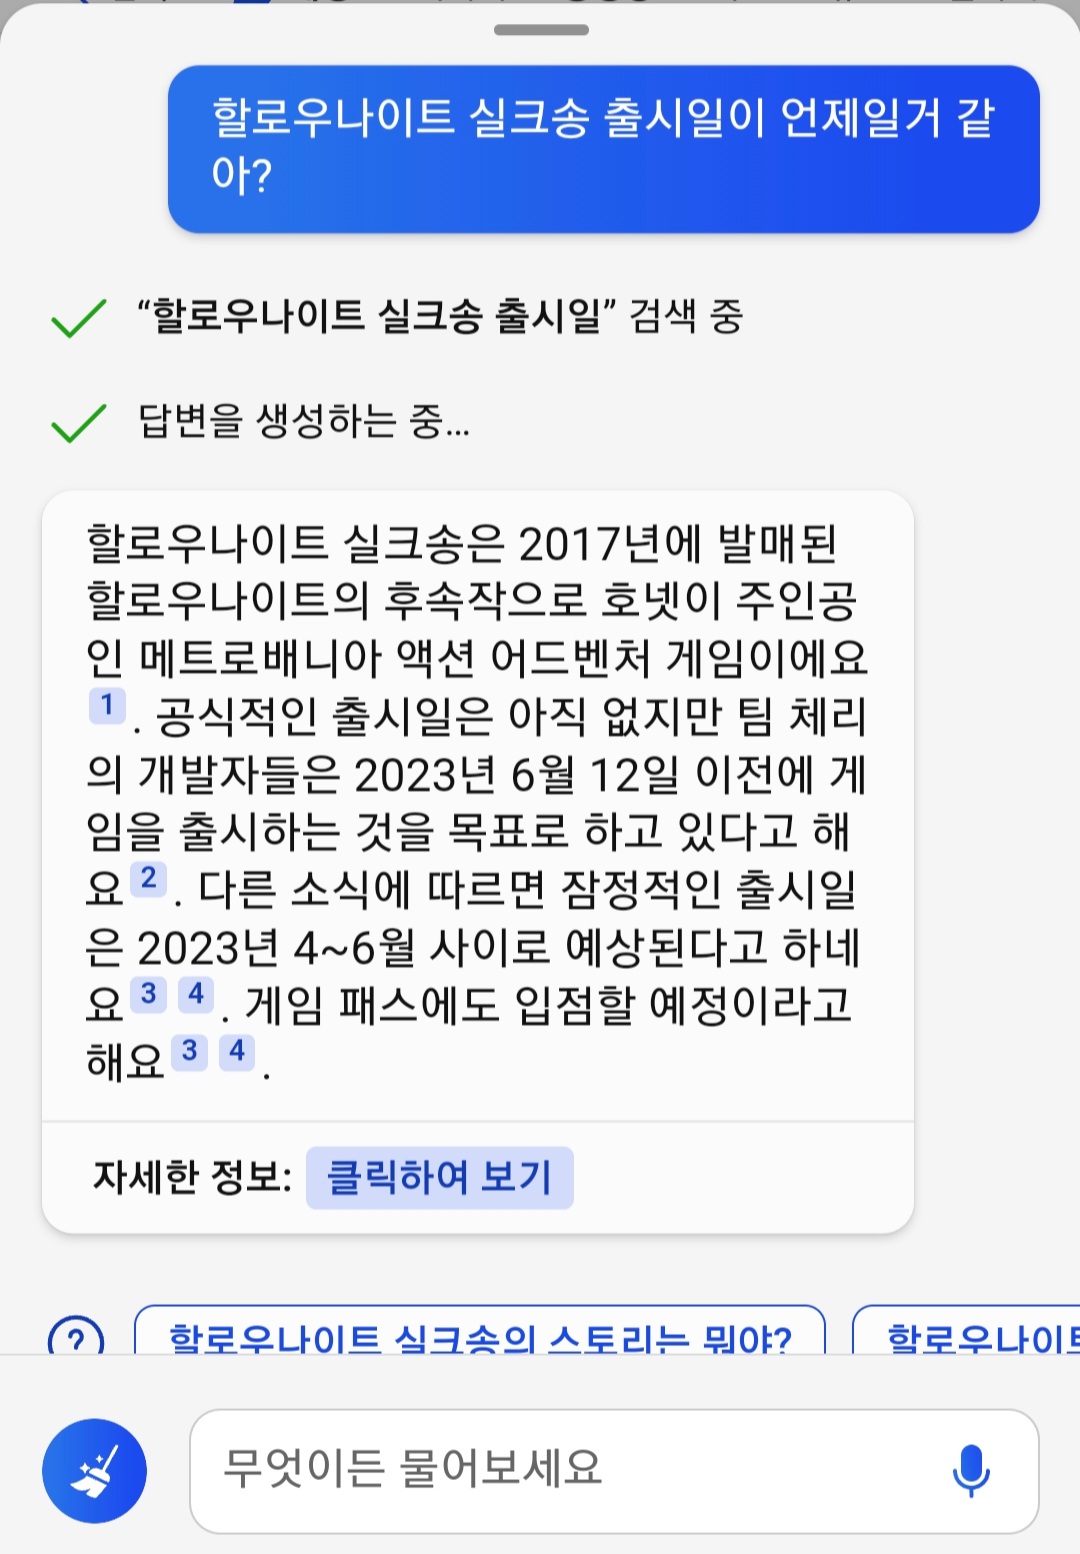 할로우나이트 실크송 출시일이 언제일거 같
아?
“할로우나이트 실크송 출시일” 검색 중
답변을 생성하는 중...
할로우나이트 실크송은 2017년에 발매된
할로우나이트의 후속작으로 호넷이 주인공
인 메트로배니아 액션 어드벤처 게임이에요
1 . 공식적인 출시일은 아직 없지만 팀 체리
의 개발자들은 2023년 6월 12일 이전에 게
임을 출시하는 것을 목표로 하고 있다고 해
요 2 . 다른 소식에 따르면 잠정적인 출시일
은 2023년 4~6월 사이로 예상된다고 하네
요 3 4 . 게임 패스에도 입점할 예정이라고
해요 3 4 .
자세한 정보: 클릭하여 보기
할로우나이트 실크송의 스토리는 뭐야? 할로우나이트
무엇이든 물어보세요